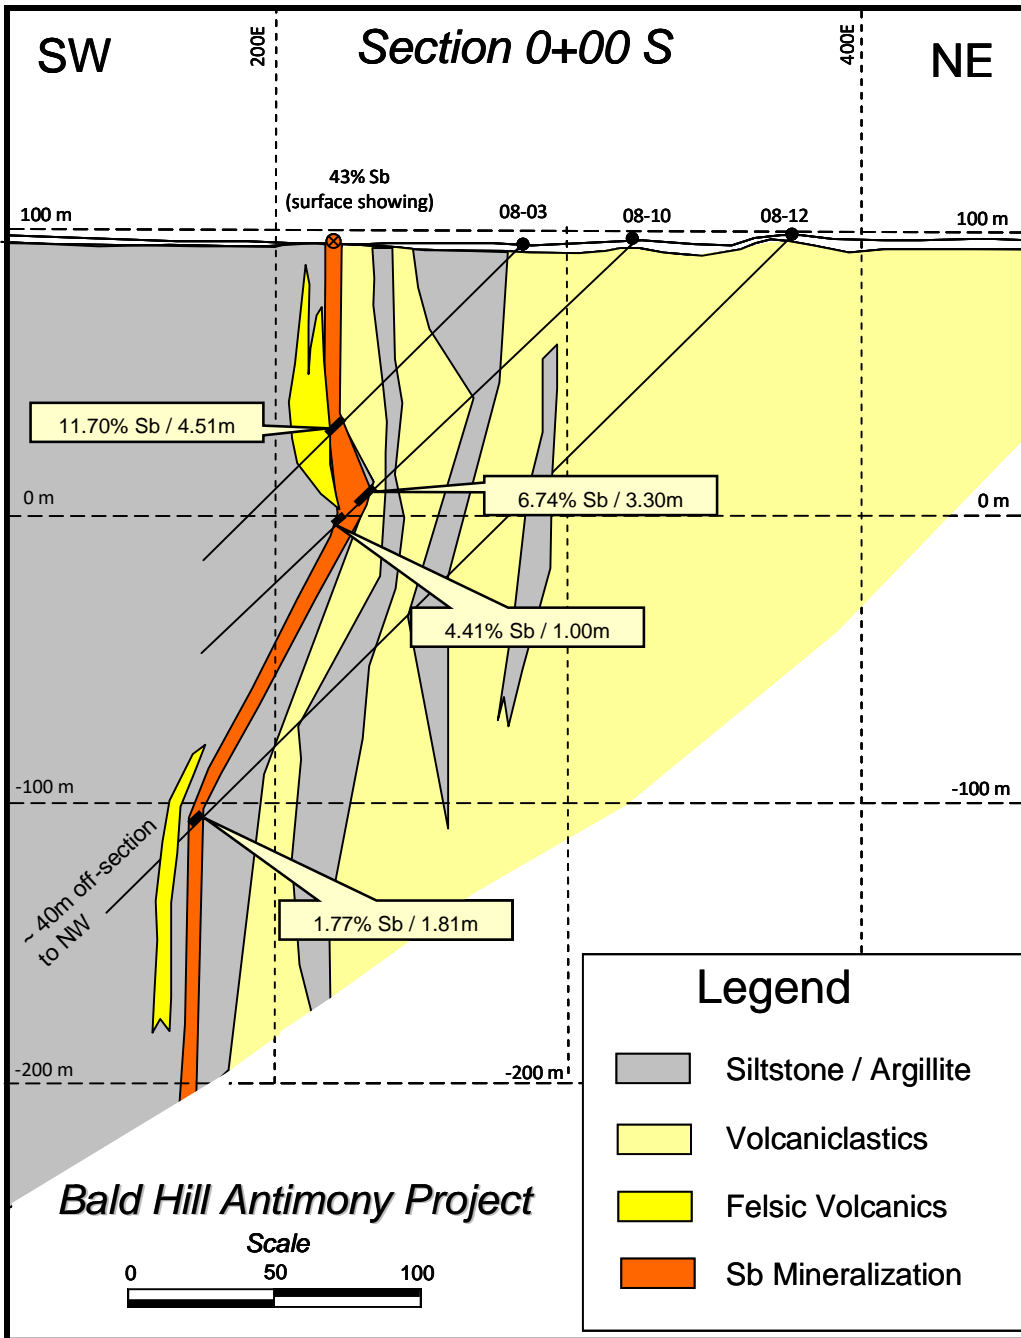 SW
200E
Section 0+00 S
400E
NE
43% Sb
(surface showing)
100 m
08-03
08-10
08-12
100 m
11.70% Sb / 4.51m
0 m
6.74% Sb / 3.30m
0 m
4.41% Sb / 1.00m
-100 m
-100 m
~ 40m off-section
to NW
1.77% Sb / 1.81m
-200 m
-200 m
Legend
Siltstone / Argillite
Volcaniclastics
Felsic Volcanics
Sb Mineralization
Bald Hill Antimony Project
Scale
0 50 100